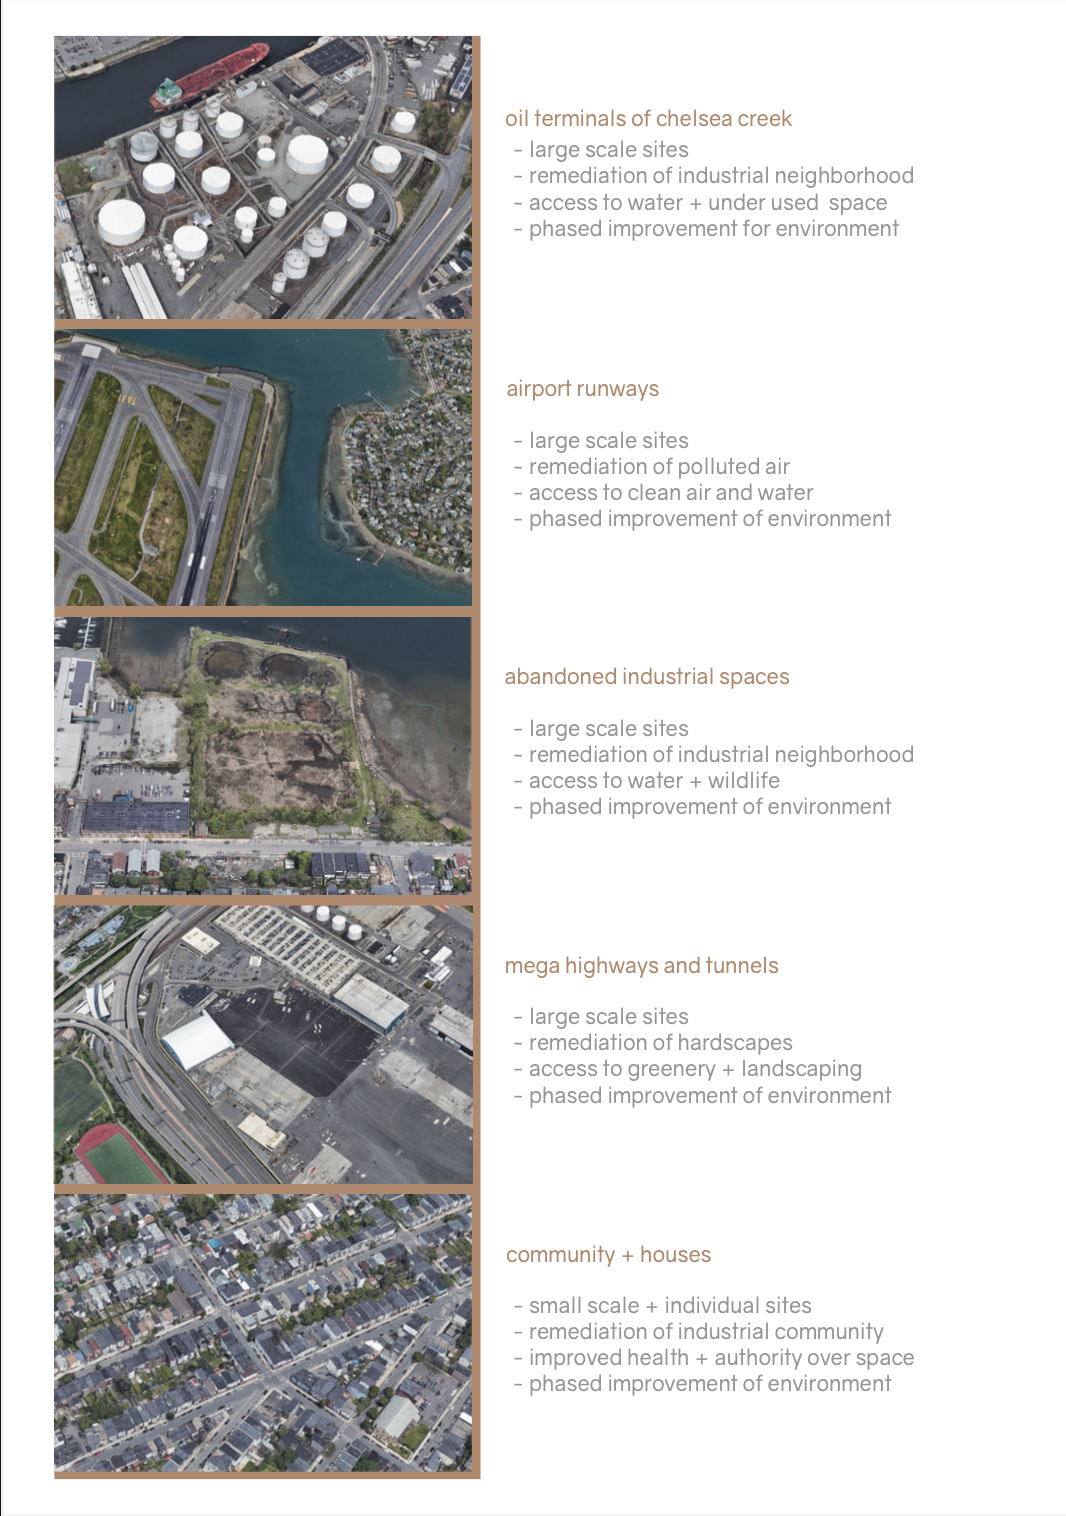 oil terminals of chelsea creek
- large scale sites
- remediation of industrial neighborhood
- access to water + under used  space
- phased improvement for environment
airport runways
- large scale sites
- remediation of polluted air
- access to clean air and water
- phased improvement of environment
TAXI
abandoned industrial spaces
- large scale sites
- remediation of industrial neighborhood
- access to water + wildlife
- phased improvement of environment
mega highways and tunnels
- large scale sites
- remediation of hardscapes
- access to greenery + landscaping
- phased improvement of environment
community + houses
- small scale + individual sites
- remediation of industrial community
- improved health + authority over space
- phased improvement of environment